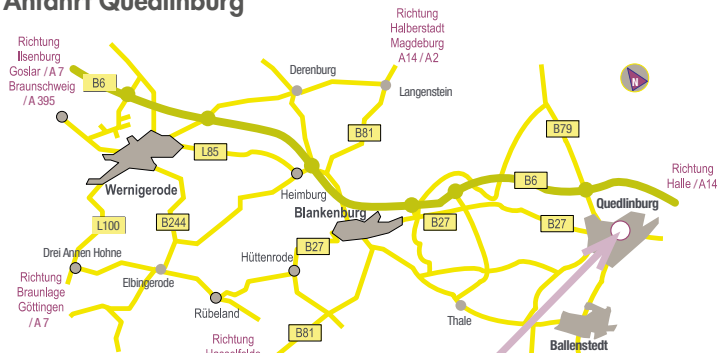 Anfahrt Quedlinburg
Richtung
Ilsenburg
Goslar / A 7
Braunschweig
/ A 395
B6
Richtung
Halberstadt
Magdeburg
A14 / A2
Derenburg
Langenstein
N
B81
B79
L85
Wernigerode
Heimburg
B6
Richtung
Halle / A14
Quedlinburg
L100
B244
Blankenburg
B27
B27
B27
Drei Annen Hohne
Elbingerode
Hüttenrode
Richtung
Braunlage
Göttingen
/ A 7
Rübeland
Thale
B81
Richtung
Hasselfelde
Ballenstedt